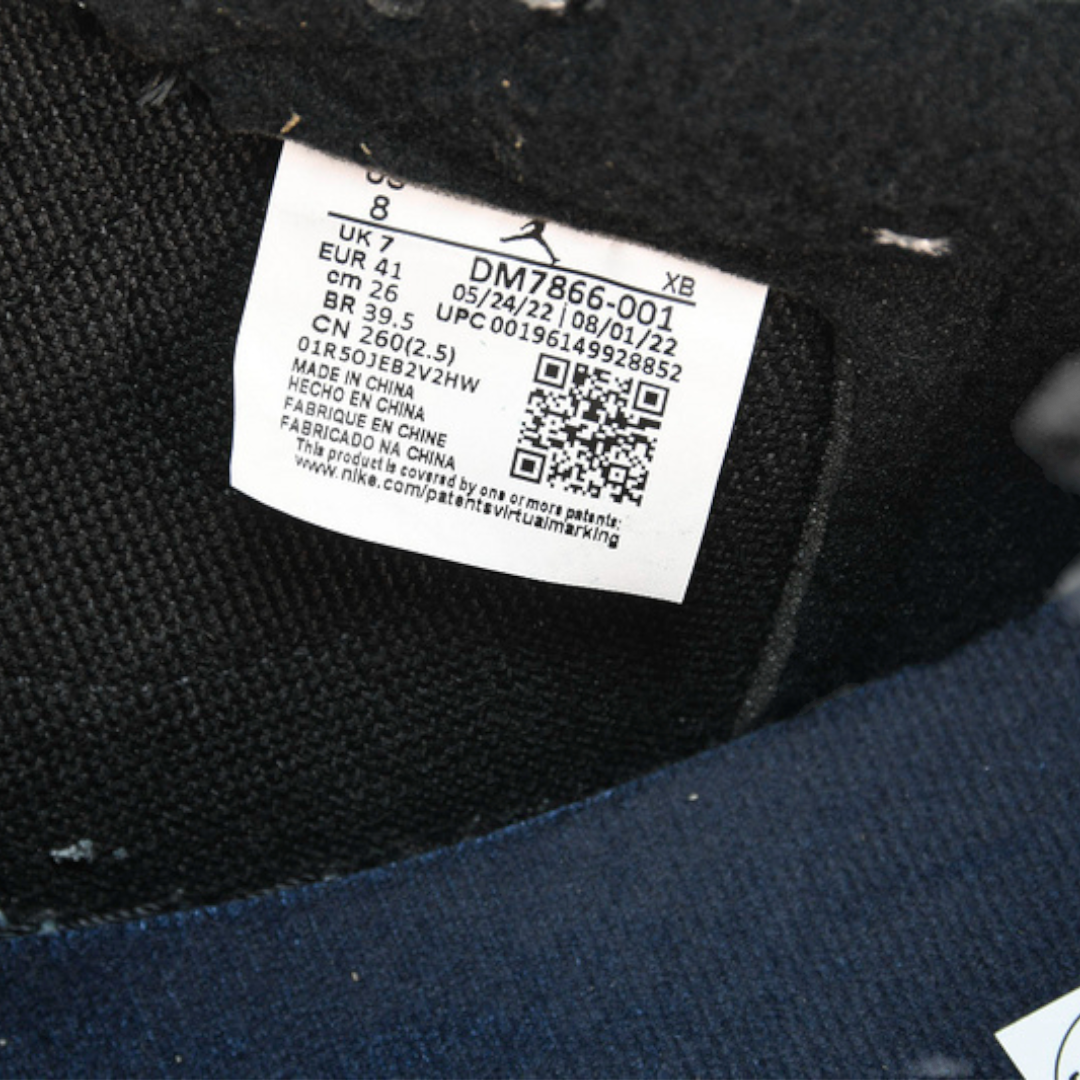 US
8
UK 7
EUR 41
cm 26
BR 39.5
CN 260(2.5)
01R5OJEB2V2HW
MADE IN CHINA
HECHO EN CHINA
FABRIQUE EN CHINE
FABRICADO NA CHINA
This product is covered by one or more patents:
www.nike.com/patentsvirtualmarking
XB
DM7866-001
05/24/22 | 08/01/22
UPC 00196149928852